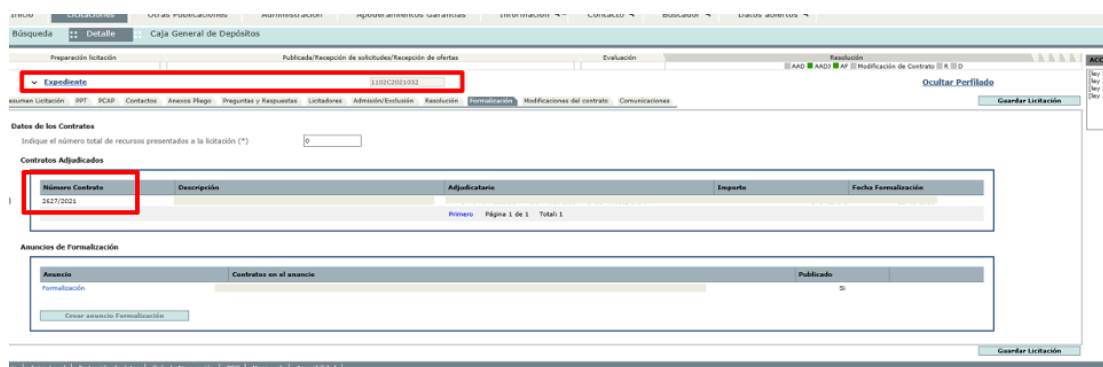 Inicio Licitaciones Otras Publicaciones Administración Apoderamientos Garantías Información Contacto Buscador Datos abiertos
Búsqueda Detalle Caja General de Depósitos
Preparación licitación Publicada/Recepción de solicitudes/Recepción de ofertas Evaluación Resolución
AAD AAD3 AP Modificación de Contrato R D
Expediente 1102C2021032 Ocultar Perfilado
esumen Licitación PPT PCAP Contactos Anexos Pliego Preguntas y Respuestas Licitadores Admisión/Exclusión Resolución Formalización Modificaciones del contrato Comunicaciones Guardar Licitación
Datos de los Contratos
Indique el número total de recursos presentados a la licitación (*) 0
Contratos Adjudicados
Número Contrato Descripción Adjudicatario Importe Fecha Formalización
2627/2021
Primero Página 1 de 1 Total: 1
Anuncios de Formalización
Anuncio Contratos en el anuncio Publicado
Formalización Sí
Crear anuncio Formalización
Guardar Licitación